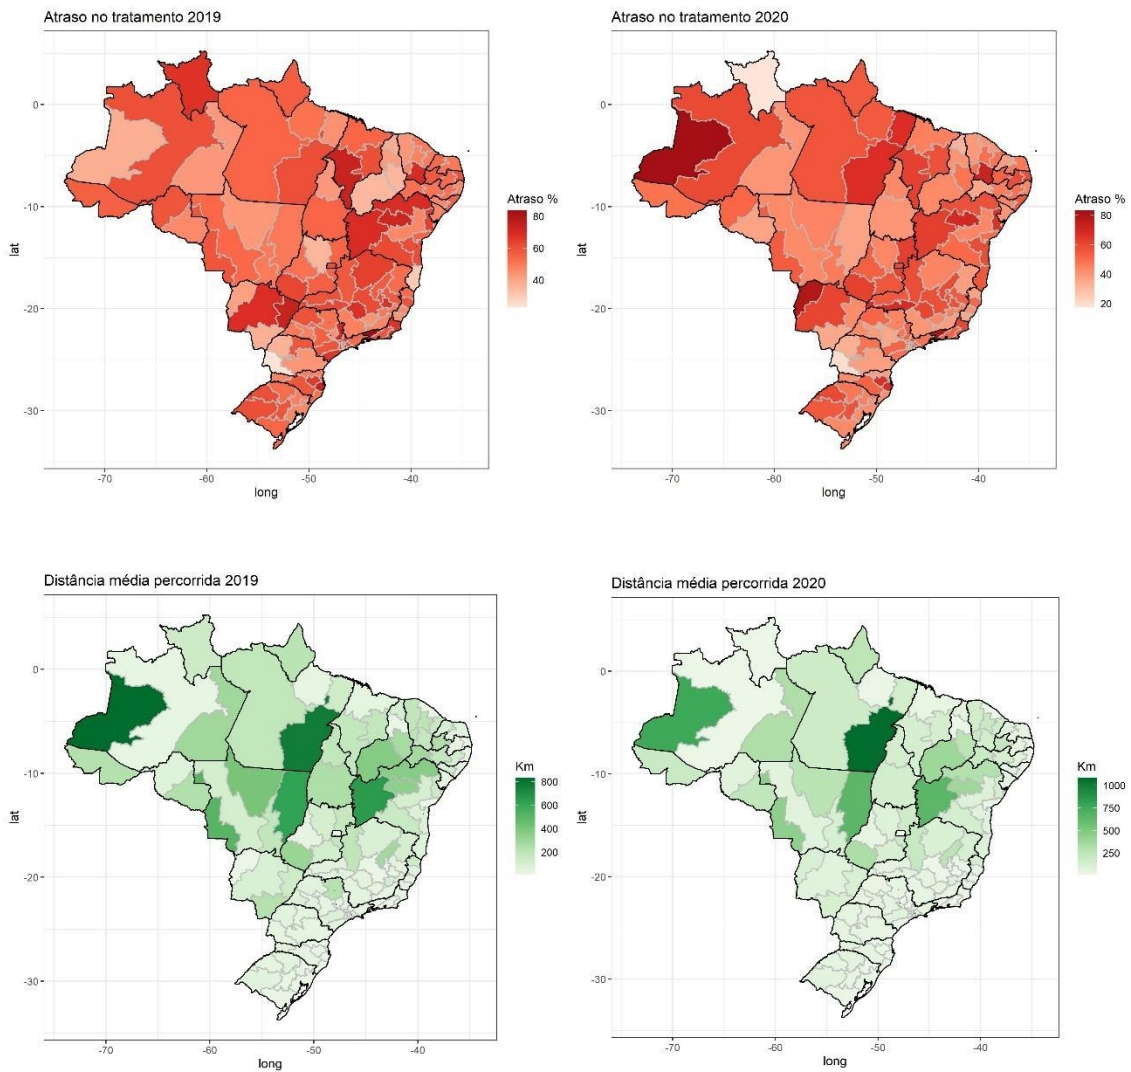 Atraso no tratamento 2019
0
-10
-20
-30
lat
-70
-60
-50
-40
long
Atraso %
80
60
40
Atraso no tratamento 2020
0
-10
-20
-30
lat
-70
-60
-50
-40
long
Atraso %
80
60
40
20
Distância média percorrida 2019
0
-10
-20
-30
lat
-70
-60
-50
-40
long
Km
800
600
400
200
Distância média percorrida 2020
0
-10
-20
-30
lat
-70
-60
-50
-40
long
Km
1000
750
500
250